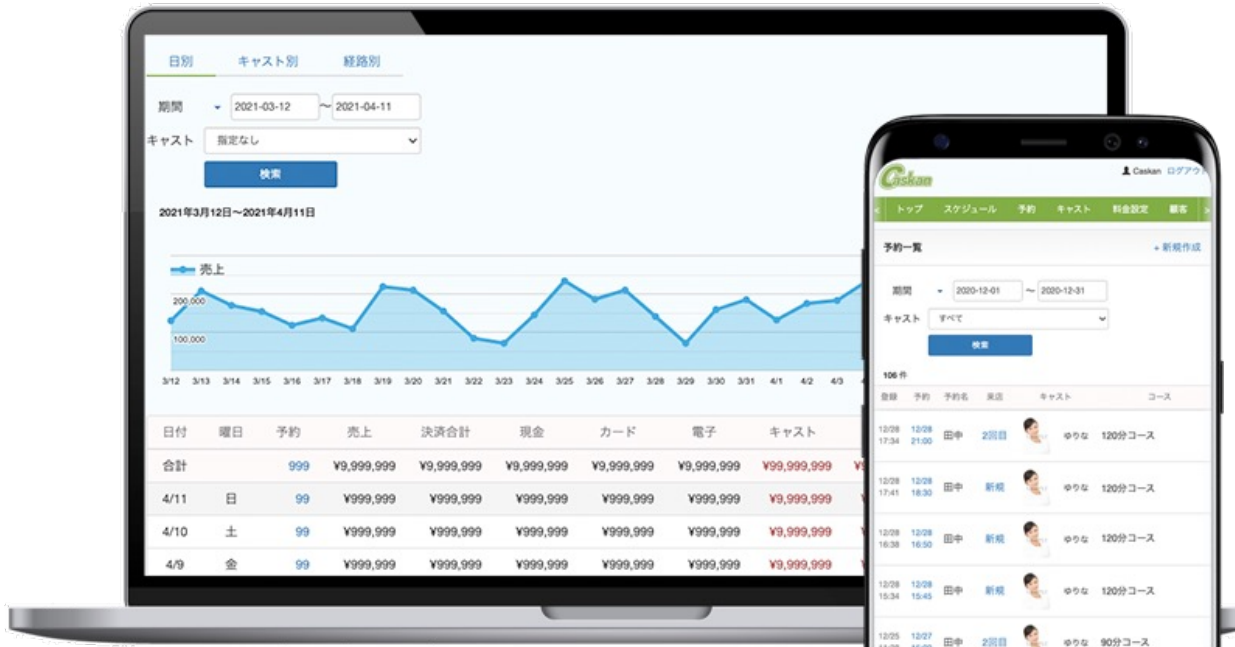 日別 キャスト別 経路別
期間 2021-03-12 〜 2021-04-11
キャスト 指定なし
検索
2021年3月12日〜2021年4月11日
売上
200,000
100,000
3/12 3/13 3/14 3/15 3/16 3/17 3/18 3/19 3/20 3/21 3/22 3/23 3/24 3/25 3/26 3/27 3/28 3/29 3/30 3/31 4/1 4/2 4/3
日付 曜日 予約 売上 決済合計 現金 カード 電子 キャスト
合計 999 ¥9,999,999 ¥9,999,999 ¥9,999,999 ¥9,999,999 ¥9,999,999 ¥99,999,999
4/11 日 99 ¥999,999 ¥999,999 ¥999,999 ¥999,999 ¥999,999 ¥9,999,999
4/10 土 99 ¥999,999 ¥999,999 ¥999,999 ¥999,999 ¥999,999 ¥9,999,999
4/9 金 99 ¥999,999 ¥999,999 ¥999,999 ¥999,999 ¥999,999 ¥9,999,999
Caskan
Caskan ログアウト
< トップ スケジュール 予約 キャスト 料金設定 顧客 >
予約一覧 + 新規作成
期間 2020-12-01 〜 2020-12-31
キャスト すべて
検索
106 件
登録 予約 予約名 来店 キャスト コース
12/28 12/28
17:34 21:00 田中 2回目 ゆりな 120分コース
12/28 12/28
17:41 18:30 田中 新規 ゆりな 120分コース
12/28 12/28
16:38 16:50 田中 新規 ゆりな 120分コース
12/28 12/28
15:34 15:45 田中 新規 ゆりな 120分コース
12/25 12/27
田中 2回目 ゆりな 90分コース